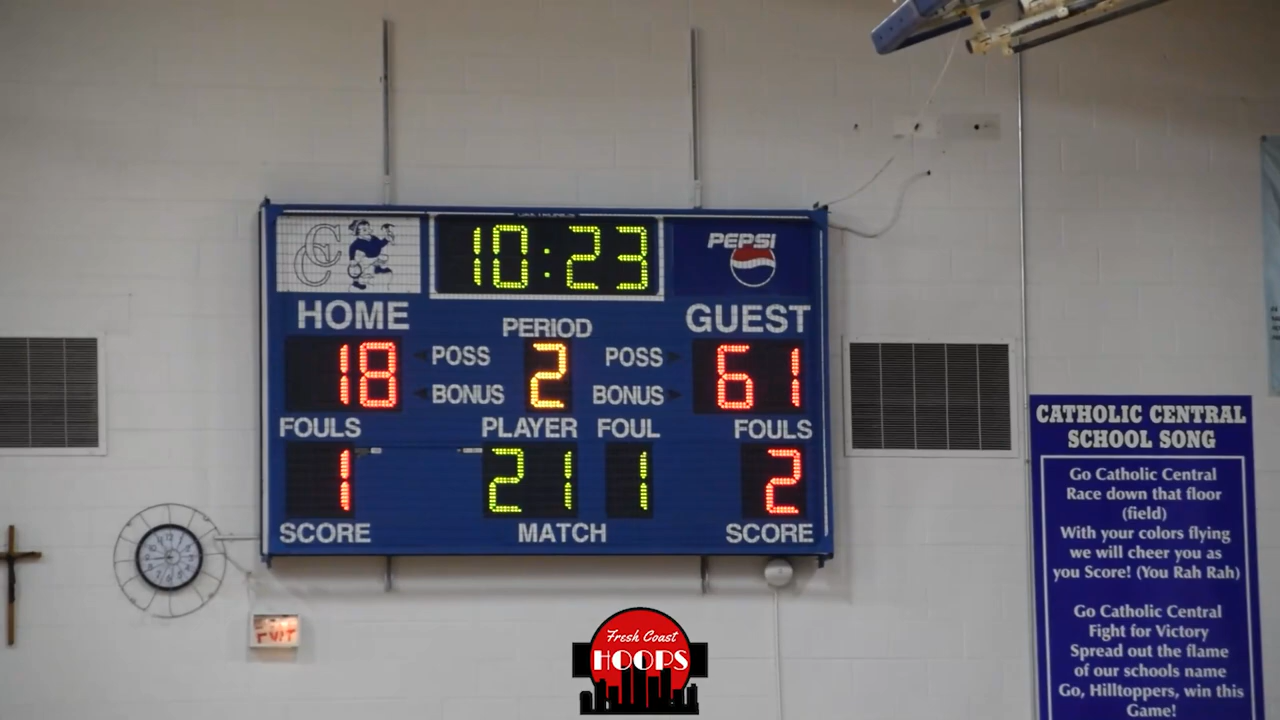 CC
10:23
PEPSI
HOME
PERIOD
GUEST
18
POSS
2
POSS
61
BONUS
BONUS
FOULS
PLAYER
FOUL
FOULS
1
21
1
2
SCORE
MATCH
SCORE
CATHOLIC CENTRAL
SCHOOL SONG
Go Catholic Central
Race down that floor
(field)
With your colors flying
we will cheer you as
you Score! (You Rah Rah)
Go Catholic Central
Fight for Victory
Spread out the flame
of our schools name
Go, Hilltoppers, win this
Game!
EXIT
Fresh Coast
HOOPS